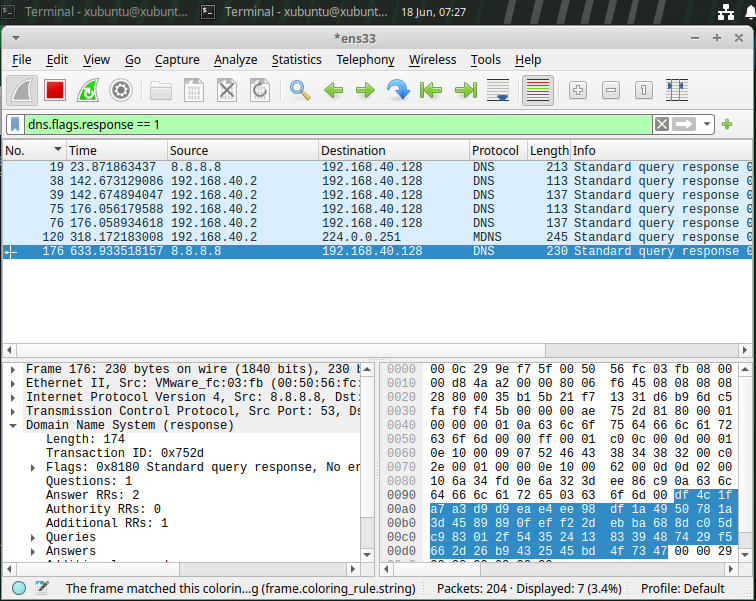 Terminal - xubuntu@xubunt... Terminal - xubuntu@xubunt... 18 Jun, 07:27
*ens33
File Edit View Go Capture Analyze Statistics Telephony Wireless Tools Help
dns.flags.response == 1
No. Time Source Destination Protocol Length Info
19 23.871863437 8.8.8.8 192.168.40.128 DNS 213 Standard query response 0
38 142.673129086 192.168.40.2 192.168.40.128 DNS 113 Standard query response 0
39 142.674894047 192.168.40.2 192.168.40.128 DNS 137 Standard query response 0
75 176.056179588 192.168.40.2 192.168.40.128 DNS 113 Standard query response 0
76 176.058934618 192.168.40.2 192.168.40.128 DNS 137 Standard query response 0
120 318.172183008 192.168.40.2 224.0.0.251 MDNS 245 Standard query response 0
176 633.933518157 8.8.8.8 192.168.40.128 DNS 230 Standard query response 0
Frame 176: 230 bytes on wire (1840 bits), 230 b
Ethernet II, Src: VMware_fc:03:fb (00:50:56:fc:
Internet Protocol Version 4, Src: 8.8.8.8, Dst:
Transmission Control Protocol, Src Port: 53, Ds
Domain Name System (response)
Length: 174
Transaction ID: 0x752d
Flags: 0x8180 Standard query response, No er
Questions: 1
Answer RRs: 2
Authority RRs: 0
Additional RRs: 1
Queries
Answers
0000 00 0c 29 9e f7 5f 00 50 56 fc 03 fb 08 00
0010 00 d8 4a a2 00 00 80 06 f6 45 08 08 08 08
0020 28 80 00 35 b1 5b 21 f7 13 31 d6 b9 6d c5
0030 fa f0 f4 5b 00 00 00 ae 75 2d 81 80 00 01
0040 00 00 00 01 0a 63 6c 6f 75 64 66 6c 61 72
0050 63 6f 6d 00 00 ff 00 01 c0 0c 00 0d 00 01
0060 0e 10 00 09 07 52 46 43 38 34 38 32 00 c0
0070 2e 00 01 00 00 0e 10 00 62 00 0d 0d 02 00
0080 10 6a 34 fd 0e 6a 32 3d ee 86 c9 0a 63 6c
0090 64 66 6c 61 72 65 03 63 6f 6d 00 df 4c 1f
00a0 a7 a3 d9 d9 ea e4 ee 98 df 1a 49 50 78 1a
00b0 3d 45 89 89 0f ef f2 2d eb ba 68 8d c0 5d
00c0 c9 83 01 2f 54 35 24 13 83 39 48 74 29 f5
00d0 66 2d 26 b9 43 25 45 bd 4f 73 47 00 00 29
The frame matched this colorin...g (frame.coloring_rule.string) Packets: 204 · Displayed: 7 (3.4%) Profile: Default